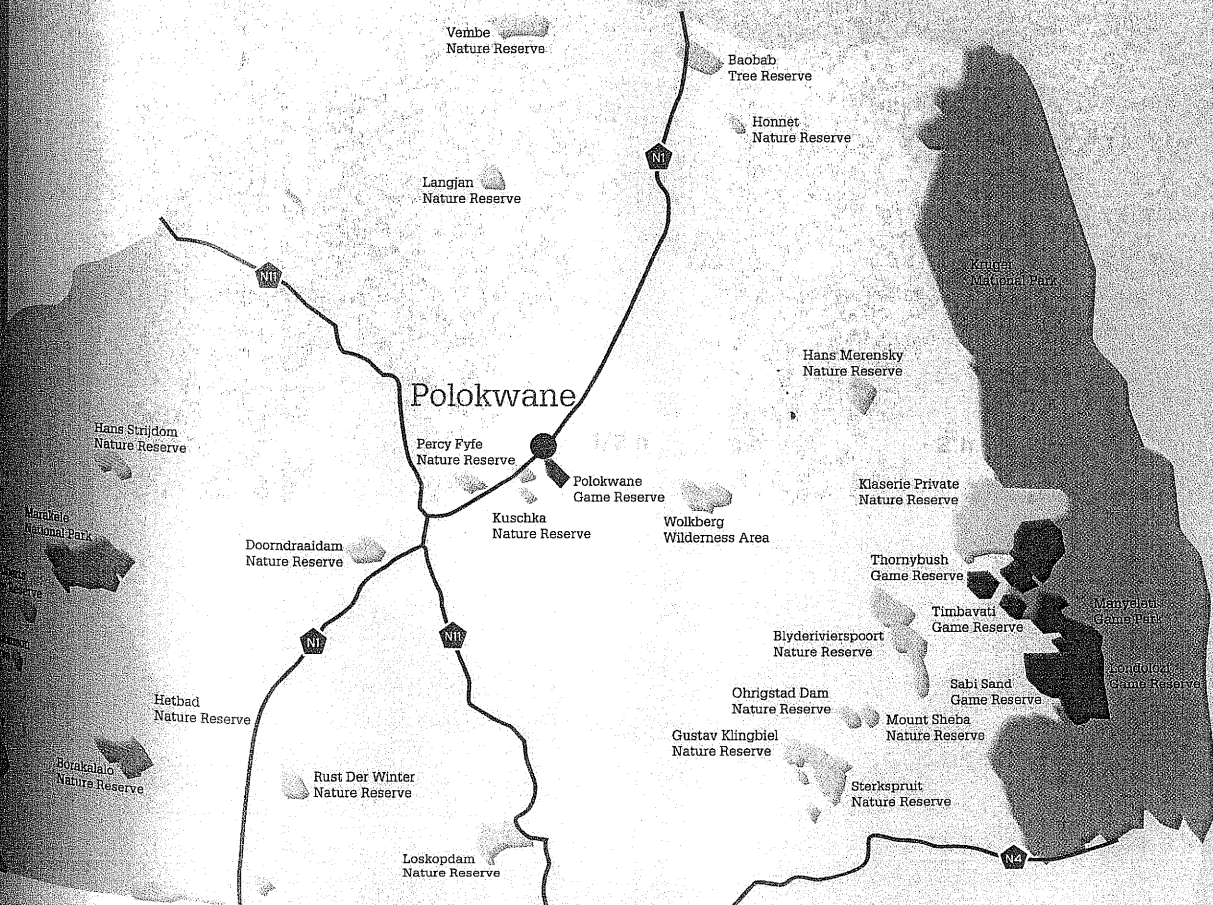 Vembe
Nature Reserve
Baobab
Tree Reserve
Honnet
Nature Reserve
N1
Langjan
Nature Reserve
N11
Kruger
National Park
Hans Merensky
Nature Reserve
Polokwane
1/2 h
2 h
Hans Strijdom
Nature Reserve
Percy Fyfe
Nature Reserve
Polokwane
Game Reserve
Klaserie Private
Nature Reserve
Kuschka
Nature Reserve
Wolkberg
Wilderness Area
Marakele
National Park
Doorndraaidam
Nature Reserve
Thornybush
Game Reserve
Timbavati
Game Reserve
Manyelati
Game Park
N1
N11
Blyderivierspoort
Nature Reserve
Londolozi
Game Reserve
Sabi Sand
Game Reserve
Hetbad
Nature Reserve
Ohrigstad Dam
Nature Reserve
Mount Sheba
Nature Reserve
Gustav Klingbiel
Nature Reserve
Borakalalo
Nature Reserve
Rust Der Winter
Nature Reserve
Sterkspruit
Nature Reserve
Loskopdam
Nature Reserve
N4